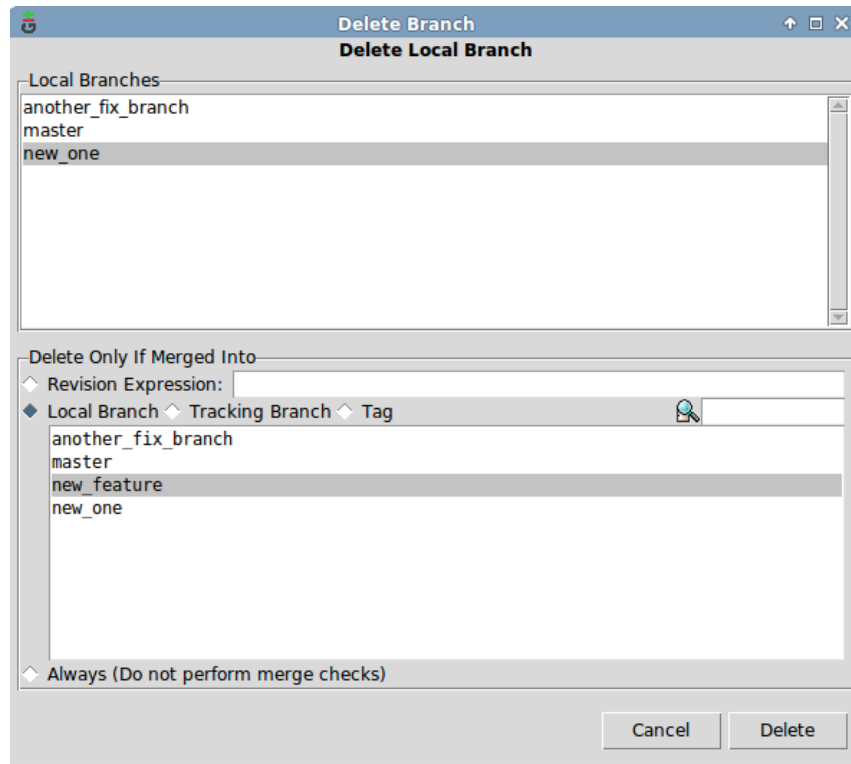 Delete Branch
Delete Local Branch
Local Branches
another_fix_branch
master
new_one
Delete Only If Merged Into
Revision Expression:
Local Branch Tracking Branch Tag
another_fix_branch
master
new_feature
new_one
Always (Do not perform merge checks)
Cancel Delete